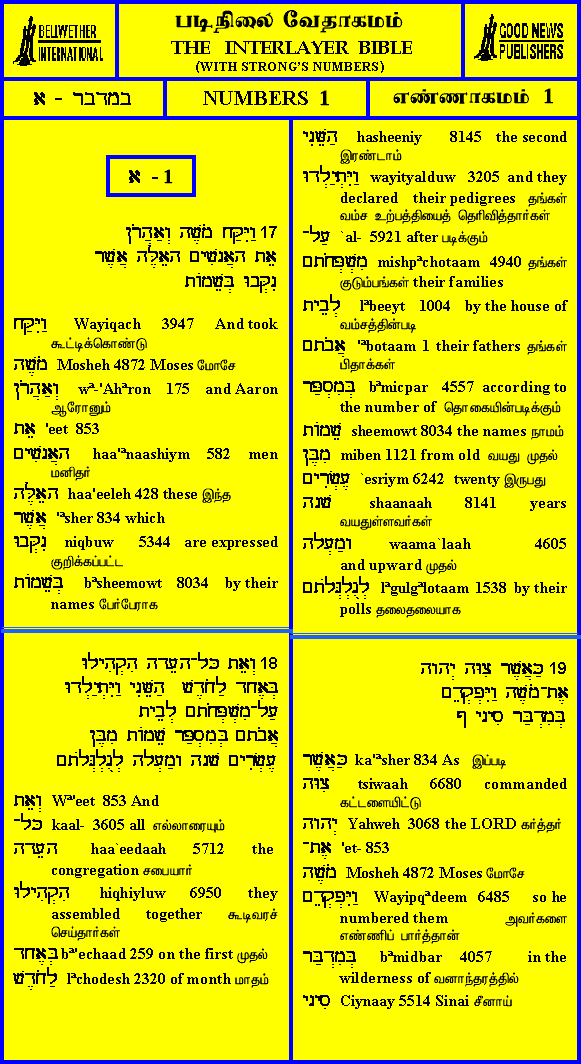 BELLWETHER
INTERNATIONAL
படிநிலை வேதாகமம்
THE INTERLAYER BIBLE
(WITH STRONG'S NUMBERS)
GOOD NEWS
PUBLISHERS
במדבר - א
NUMBERS 1
எண்ணாகமம் 1
א - 1
17 וַיִּקַּח מֹשֶׁה וְאַהֲרֹן
אֵת הָאֲנָשִׁים הָאֵלֶּה אֲשֶׁר
נִקְּבוּ בְּשֵׁמוֹת
וַיִּקַּח Wayiqach 3947 And took
கூட்டிக்கொண்டு
מֹשֶׁה Mosheh 4872 Moses மோசே
וְאַהֲרֹן wª-'Ahªron 175 and Aaron
ஆரோனும்
אֵת 'eet 853
הָאֲנָשִׁים haa'ªnaashiym 582 men
மனிதர்
הָאֵלֶּה haa'eeleh 428 these இந்த
אֲשֶׁר 'ªsher 834 which
נִקְּבוּ niqbuw 5344 are expressed
குறிக்கப்பட்ட
בְּשֵׁמוֹת bªsheemowt 8034 by their
names பேர்பேராக
18 וְאֵת כָּל־הָעֵדָה הִקְהִילוּ
בְּאֶחָד לַחֹדֶשׁ הַשֵּׁנִי וַיִּתְיַלְדוּ
עַל־מִשְׁפְּחֹתָם לְבֵית
אֲבֹתָם בְּמִסְפַּר שֵׁמוֹת מִבֶּן
עֶשְׂרִים שָׁנָה וָמַעְלָה לְגֻלְגְּלֹתָם
וְאֵת Wª'eet 853 And
כָּל־ kaal- 3605 all எல்லாரையும்
הָעֵדָה haa`eedaah 5712 the
congregation சபையார்
הִקְהִילוּ hiqhiyluw 6950 they
assembled together கூடிவரச்
செய்தார்கள்
בְּאֶחָד bª'echaad 259 on the first முதல்
לַחֹדֶשׁ lªchodesh 2320 of month மாதம்
הַשֵּׁנִי hasheeniy 8145 the second
இரண்டாம்
וַיִּתְיַלְדוּ wayityalduw 3205 and they
declared their pedigrees தங்கள்
வம்ச உற்பத்தியைத் தெரிவித்தார்கள்
עַל־ `al- 5921 after படிக்கும்
מִשְׁפְּחֹתָם mishpªchotaam 4940 தங்கள்
குடும்பங்கள் their families
לְבֵית lªbeeyt 1004 by the house of
வம்சத்தின்படி
אֲבֹתָם 'ªbotaam 1 their fathers தங்கள்
பிதாக்கள்
בְּמִסְפַּר bªmicpar 4557 according to
the number of தொகையின்படிக்கும்
שֵׁמוֹת sheemowt 8034 the names நாமம்
מִבֶּן miben 1121 from old வயது முதல்
עֶשְׂרִים `esriym 6242 twenty இருபது
שָׁנָה shaanaah 8141 years
வயதுள்ளவர்கள்
וָמַעְלָה waama`laah 4605
and upward முதல்
לְגֻלְגְּלֹתָם lªgulgªlotaam 1538 by their
polls தலைதலையாக
19 כַּאֲשֶׁר צִוָּה יְהוָה
אֶת־מֹשֶׁה וַיִּפְקְדֵם
בְּמִדְבַּר סִינָי ף
כַּאֲשֶׁר ka'ªsher 834 As இப்படி
צִוָּה tsiwaah 6680 commanded
கட்டளையிட்டு
יְהוָה Yahweh 3068 the LORD கர்த்தர்
אֶת־ 'et- 853
מֹשֶׁה Mosheh 4872 Moses மோசே
וַיִּפְקְדֵם Wayipqªdeem 6485 so he
numbered them அவர்களை
எண்ணிப் பார்த்தான்
בְּמִדְבַּר bªmidbar 4057 in the
wilderness of வனாந்தரத்தில்
סִינָי Ciynaay 5514 Sinai சீனாய்